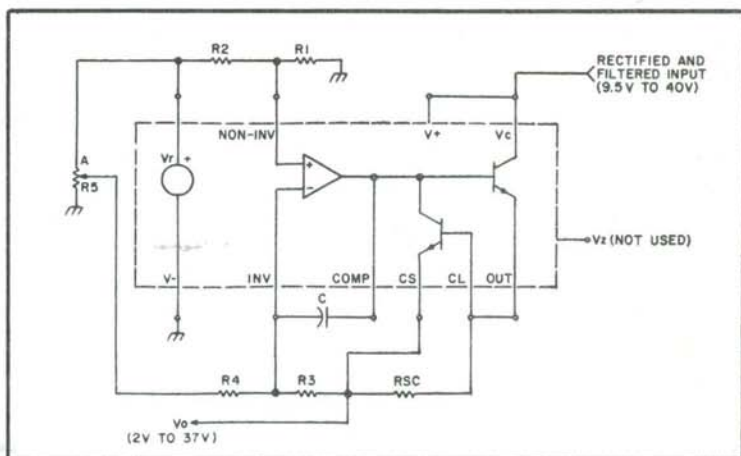 R2 R1
RECTIFIED AND
FILTERED INPUT
(9.5V TO 40V)
NON-INV V+ Vc
A Vr +
R5
+
-
Vz (NOT USED)
V- INV COMP CS CL OUT
C
R4 R3 RSC
Vo
(2V TO 37V)